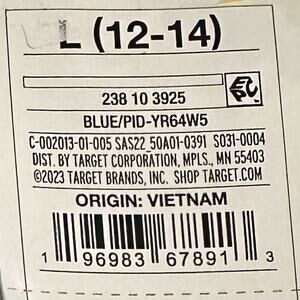 L (12-14)
238 10 3925
EPC
BLUE/PID-YR64W5
C-002013-01-005 SAS22_50A01-0391 S031-0004
DIST. BY TARGET CORPORATION, MPLS., MN 55403
©2023 TARGET BRANDS, INC. SHOP TARGET.COM
ORIGIN: VIETNAM
1 96983 67891 3